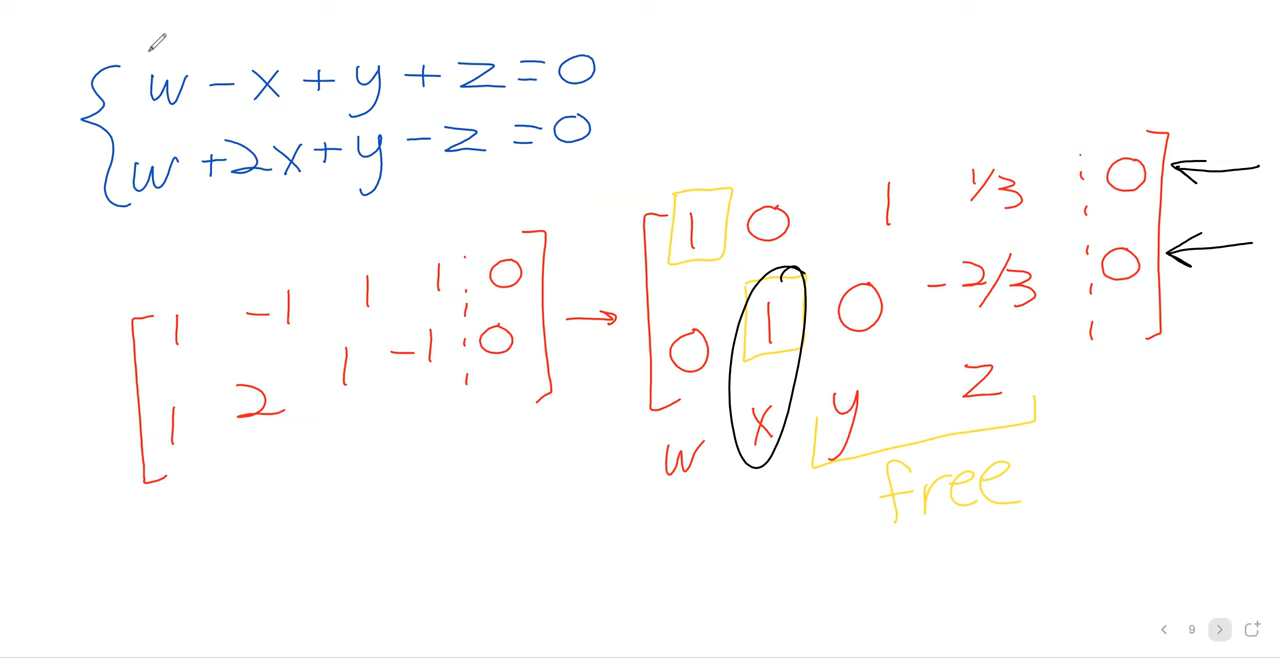 w - x + y + z = 0
w + 2x + y - z = 0
[ 1 -1 1 1 ⋮ 0 ]
[ 1 2 1 -1 ⋮ 0 ]
→
[ 1 0 1 1/3 ⋮ 0 ] ←
[ 0 1 0 -2/3 ⋮ 0 ] ←
w x y z
free
9